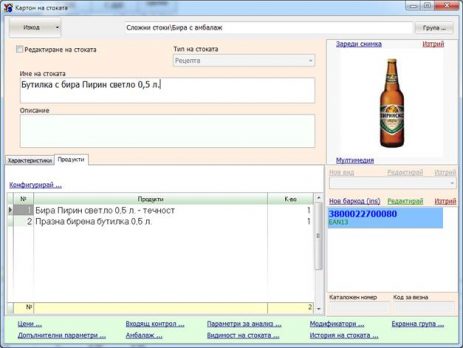 Картон на стоката
Изход
Сложни стоки\Бира с амбалаж
Група ...
Редактиране на стоката
Тип на стоката
Рецепта
Зареди снимка
Изтрий
Име на стоката
Бутилка с бира Пирин светло 0,5 л.
Описание
Мултимедия
Характеристики
Продукти
Нов вид
Редактирай
Изтрий
Конфигурирай ...
Нов баркод (ins)
Редактирай
Изтрий
№
Продукти
К-во
1 Бира Пирин светло 0,5 л. - течност 1
2 Празна бирена бутилка 0,5 л. 1
3800022700080
EAN13
Каталожен номер
Код за везна
№
2
Цени ...
Входящ контрол ...
Параметри за анализ ...
Модификатори ...
Екранна група ...
Допълнителни параметри ...
Амбалаж ...
Видимост на стоката ...
История на стоката ...